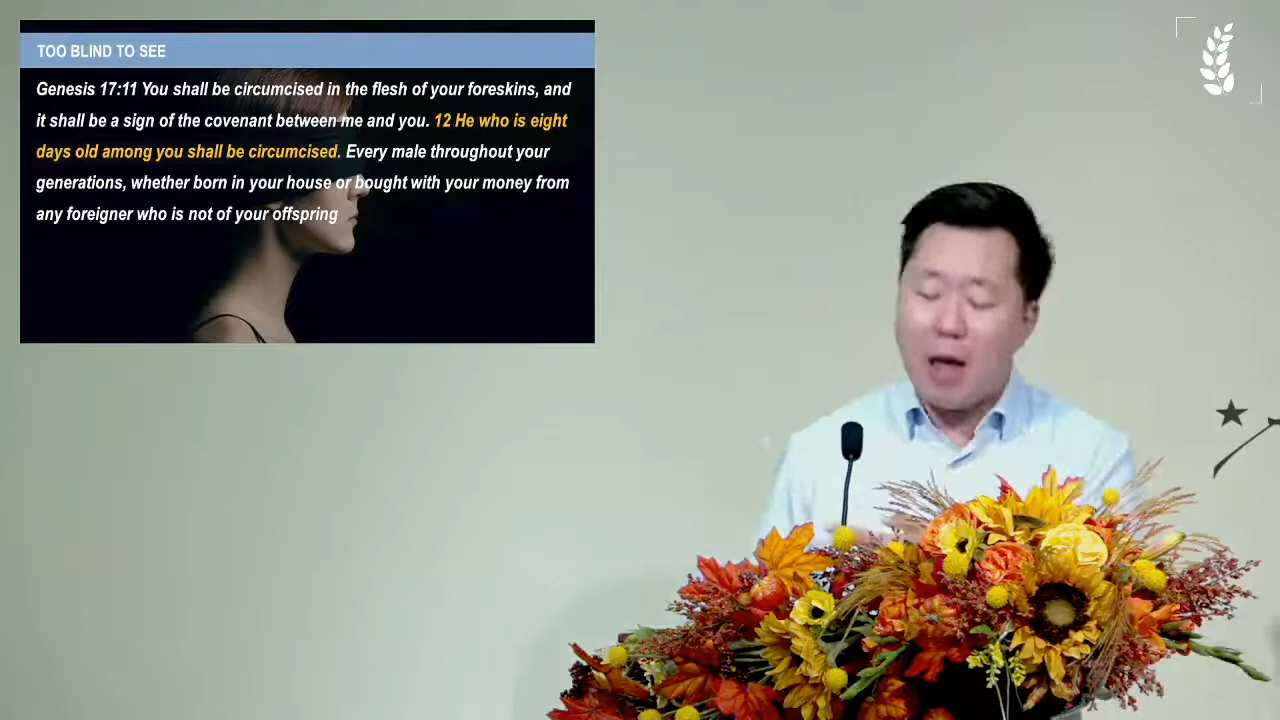 TOO BLIND TO SEE
Genesis 17:11 You shall be circumcised in the flesh of your foreskins, and
it shall be a sign of the covenant between me and you. 12 He who is eight
days old among you shall be circumcised. Every male throughout your
generations, whether born in your house or bought with your money from
any foreigner who is not of your offspring